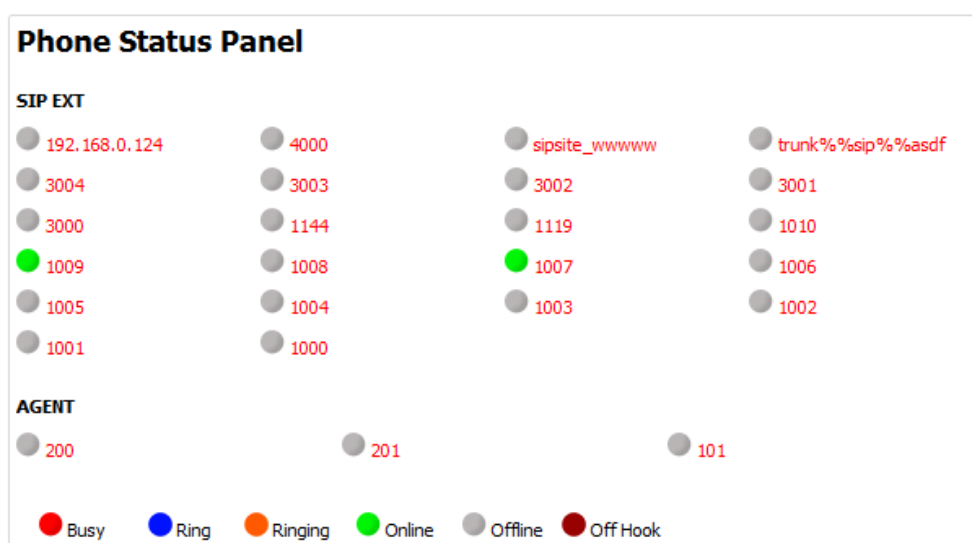 Phone Status Panel
SIP EXT
192.168.0.124 4000 sipsite_wwwww trunk%%sip%%asdf
3004 3003 3002 3001
3000 1144 1119 1010
1009 1008 1007 1006
1005 1004 1003 1002
1001 1000
AGENT
200 201 101
Busy Ring Ringing Online Offline Off Hook